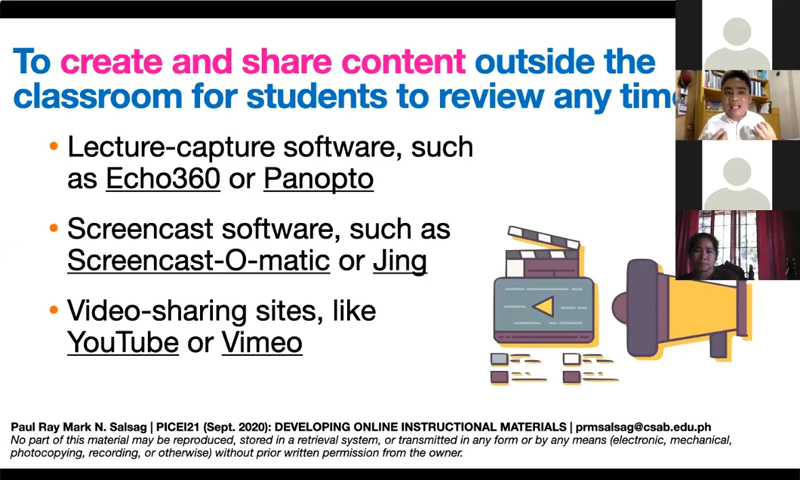 To create and share content outside the
classroom for students to review any time
• Lecture-capture software, such
as Echo360 or Panopto
• Screencast software, such as
Screencast-O-matic or Jing
• Video-sharing sites, like
YouTube or Vimeo
Paul Ray Mark N. Salsag | PICEI21 (Sept. 2020): DEVELOPING ONLINE INSTRUCTIONAL MATERIALS | prmsalsag@csab.edu.ph
No part of this material may be reproduced, stored in a retrieval system, or transmitted in any form or by any means (electronic, mechanical,
photocopying, recording, or otherwise) without prior written permission from the owner.